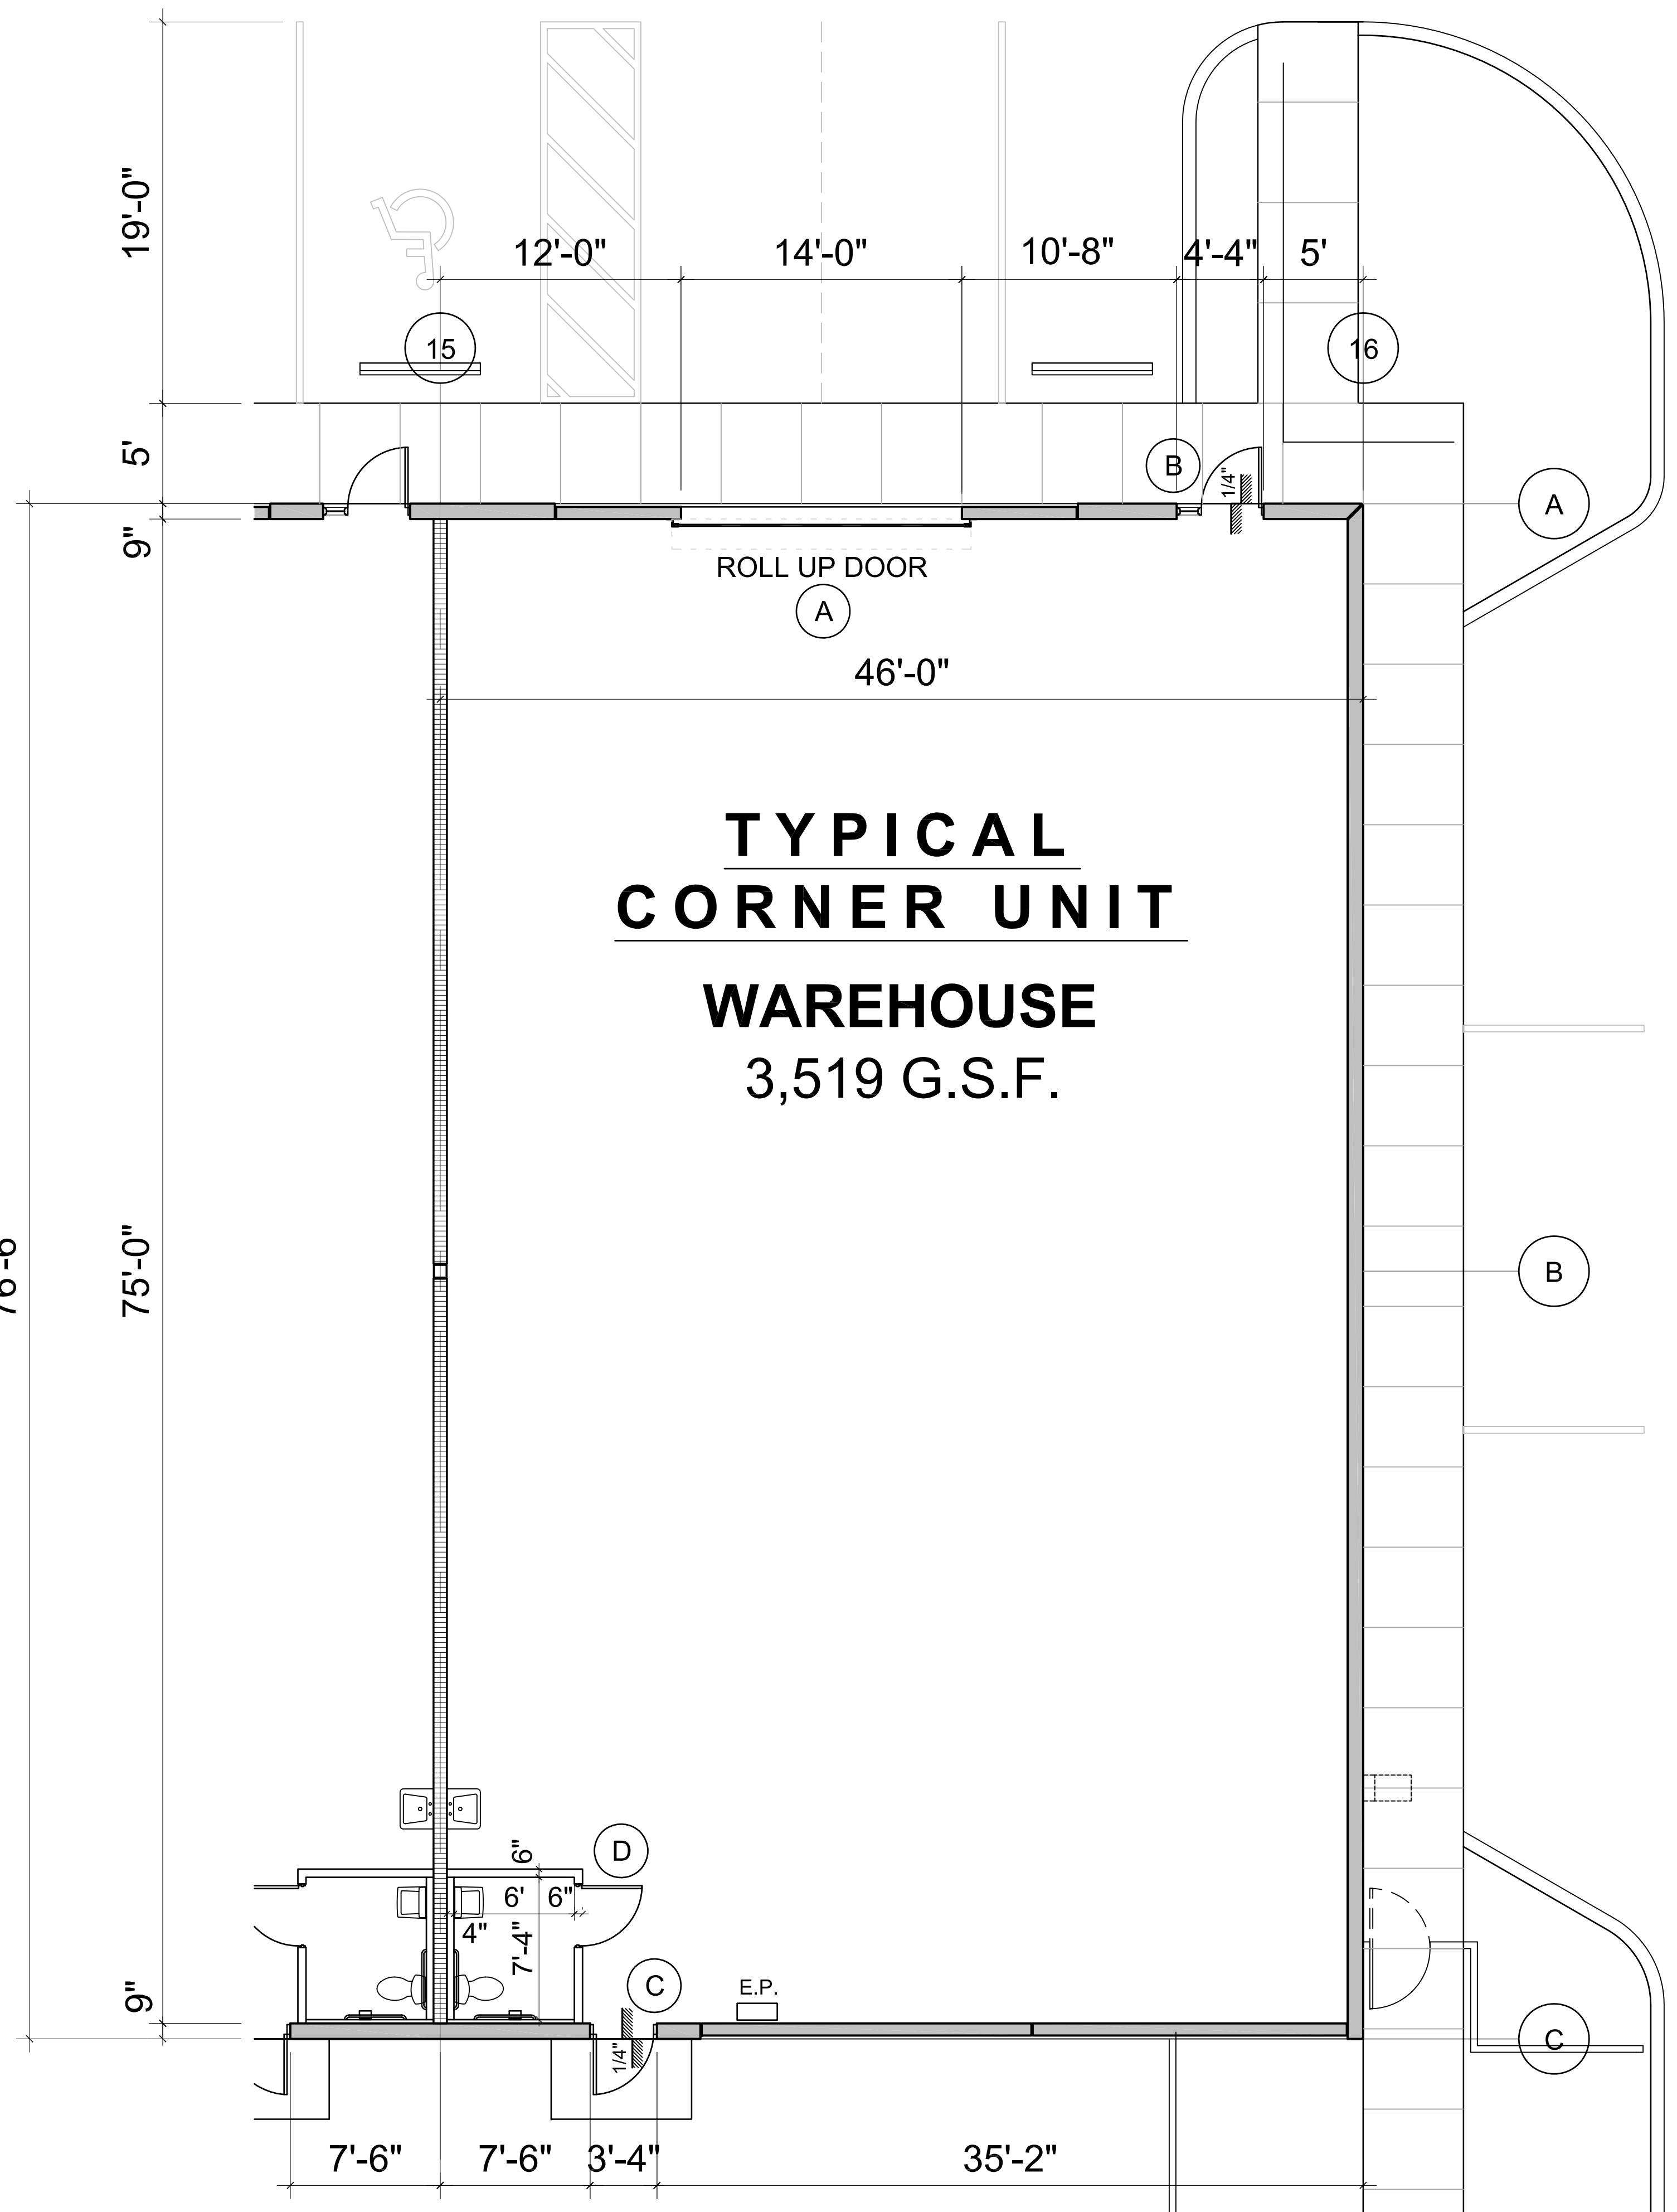 19'-0"
12'-0"
14'-0"
10'-8"
4'-4"
5'
15
16
5'
B
1/4"
A
9"
ROLL UP DOOR
A
46'-0"
TYPICAL
CORNER UNIT
WAREHOUSE
3,519 G.S.F.
76'-6
75'-0"
B
6"
D
6'
6"
4"
7'-4"
9"
C
E.P.
1/4"
C
7'-6"
7'-6"
3'-4"
35'-2"